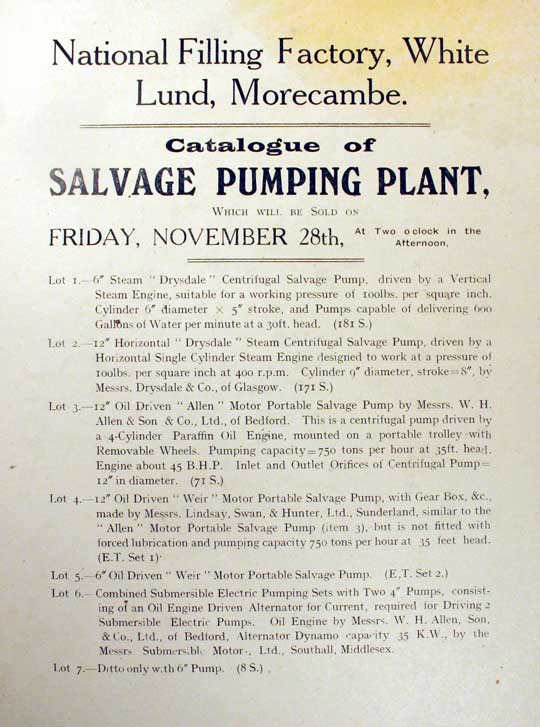 National Filling Factory, White
Lund, Morecambe.
Catalogue of
SALVAGE PUMPING PLANT,
WHICH WILL BE SOLD ON
FRIDAY, NOVEMBER 28th, At Two o clock in the
Afternoon,
Lot 1.—6″ Steam “ Drysdale ” Centrifugal Salvage Pump, driven by a Vertical
Steam Engine, suitable for a working pressure of 100lbs. per square inch.
Cylinder 6″ diameter × 5″ stroke, and Pumps capable of delivering 600
Gallons of Water per minute at a 30ft. head. (181 S.)
Lot 2.—12″ Horizontal “ Drysdale ” Steam Centrifugal Salvage Pump, driven by a
Horizontal Single Cylinder Steam Engine designed to work at a pressure of
100lbs. per square inch at 400 r.p.m. Cylinder 9″ diameter, stroke=8″, by
Messrs. Drysdale & Co., of Glasgow. (171 S.)
Lot 3.—12″ Oil Driven “ Allen ” Motor Portable Salvage Pump by Messrs. W. H.
Allen & Son & Co., Ltd., of Bedford. This is a centrifugal pump driven by
a 4-Cylinder Paraffin Oil Engine, mounted on a portable trolley with
Removable Wheels. Pumping capacity=750 tons per hour at 35ft. head.
Engine about 45 B.H.P. Inlet and Outlet Orifices of Centrifugal Pump=
12″ in diameter. (71 S.)
Lot 4.—12″ Oil Driven “ Weir ” Motor Portable Salvage Pump, with Gear Box, &c.,
made by Messrs. Lindsay, Swan, & Hunter, Ltd., Sunderland, similar to the
“ Allen ” Motor Portable Salvage Pump (item 3), but is not fitted with
forced lubrication and pumping capacity 750 tons per hour at 35 feet head.
(E.T. Set 1)
Lot 5.—6″ Oil Driven “ Weir ” Motor Portable Salvage Pump. (E.T. Set 2.)
Lot 6.— Combined Submersible Electric Pumping Sets with Two 4″ Pumps, consist-
ing of an Oil Engine Driven Alternator for Current, required for Driving 2
Submersible Electric Pumps. Oil Engine by Messrs. W. H. Allen, Son,
& Co., Ltd., of Bedford, Alternator Dynamo capacity 35 K.W., by the
Messrs. Submersible Motors, Ltd., Southall, Middlesex.
Lot 7.—Ditto only with 6″ Pump. (8 S.)